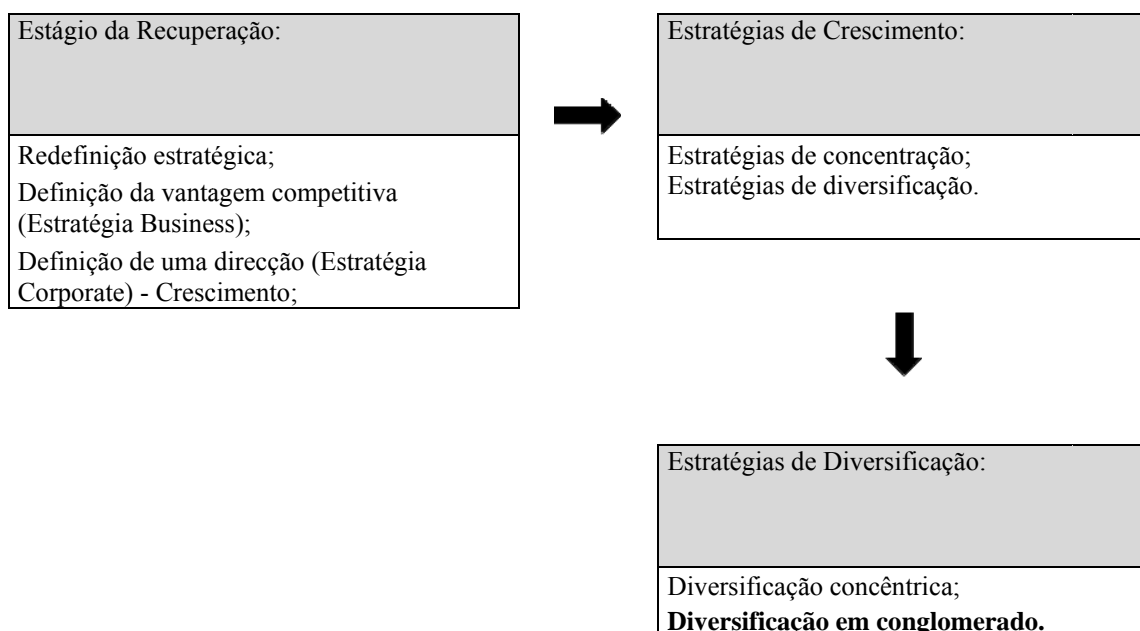 Estágio da Recuperação:
Redefinição estratégica;
Definição da vantagem competitiva
(Estratégia Business);
Definição de uma direcção (Estratégia
Corporate) - Crescimento;
Estratégias de Crescimento:
Estratégias de concentração;
Estratégias de diversificação.
Estratégias de Diversificação:
Diversificação concêntrica;
Diversificação em conglomerado.